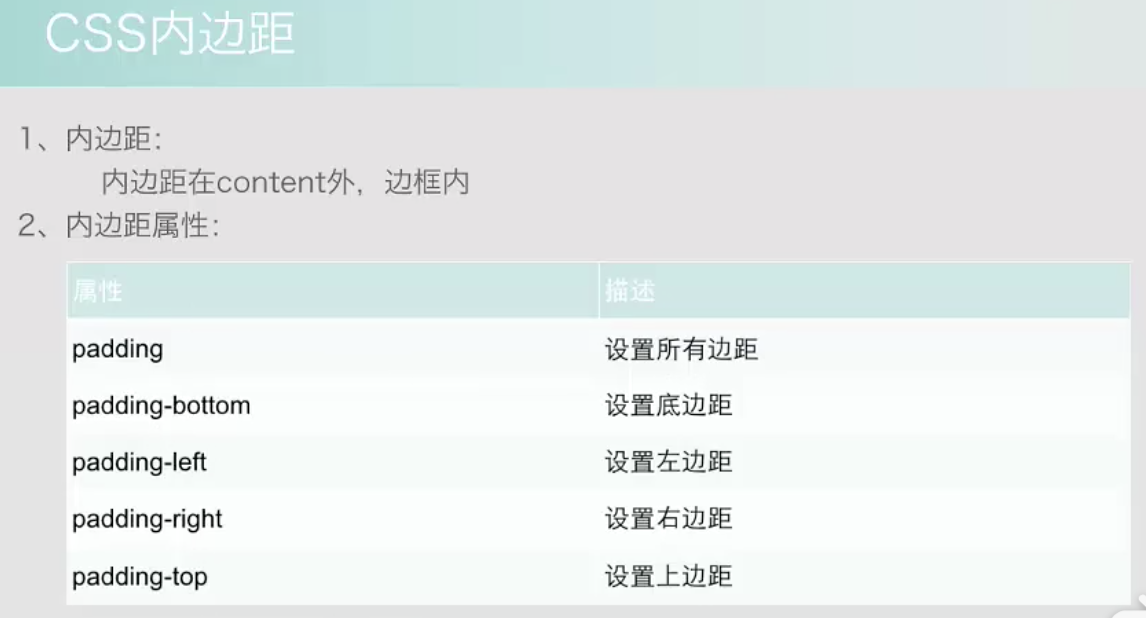 CSS内边距
1、内边距：
内边距在content外，边框内
2、内边距属性：
属性 描述
padding 设置所有边距
padding-bottom 设置底边距
padding-left 设置左边距
padding-right 设置右边距
padding-top 设置上边距